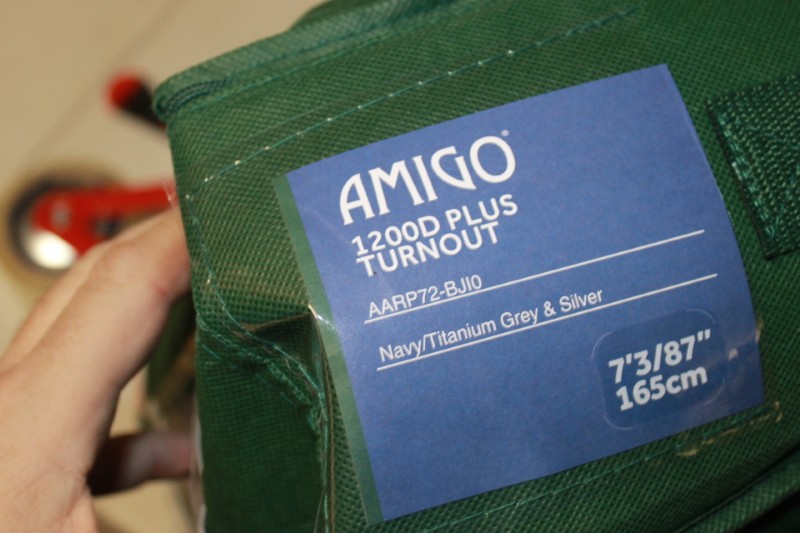 AMIGO
1200D PLUS
TURNOUT
AARP72-BJI0
Navy/Titanium Grey & Silver
7'3/87"
165cm